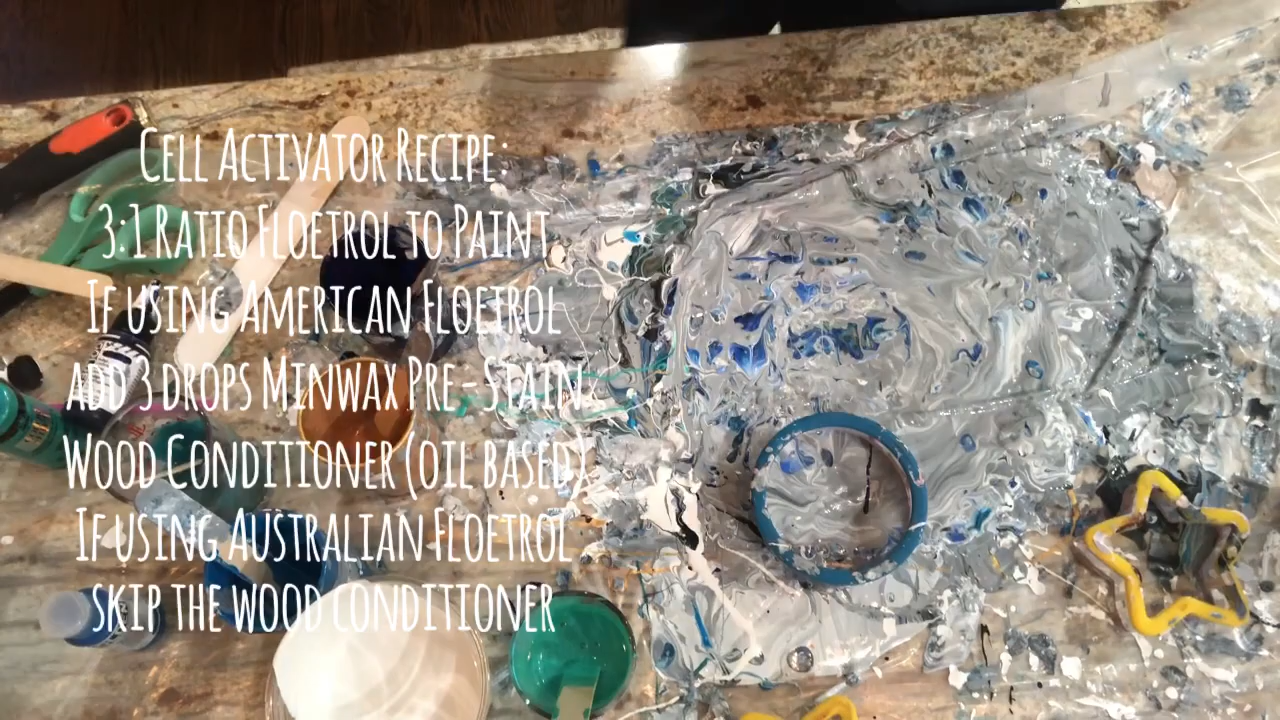 Cell Activator Recipe:
3:1 Ratio Floetrol to Paint
If using American Floetrol
add 3 drops Minwax Pre-Stain
Wood Conditioner (oil based)
If using Australian Floetrol
skip the wood conditioner